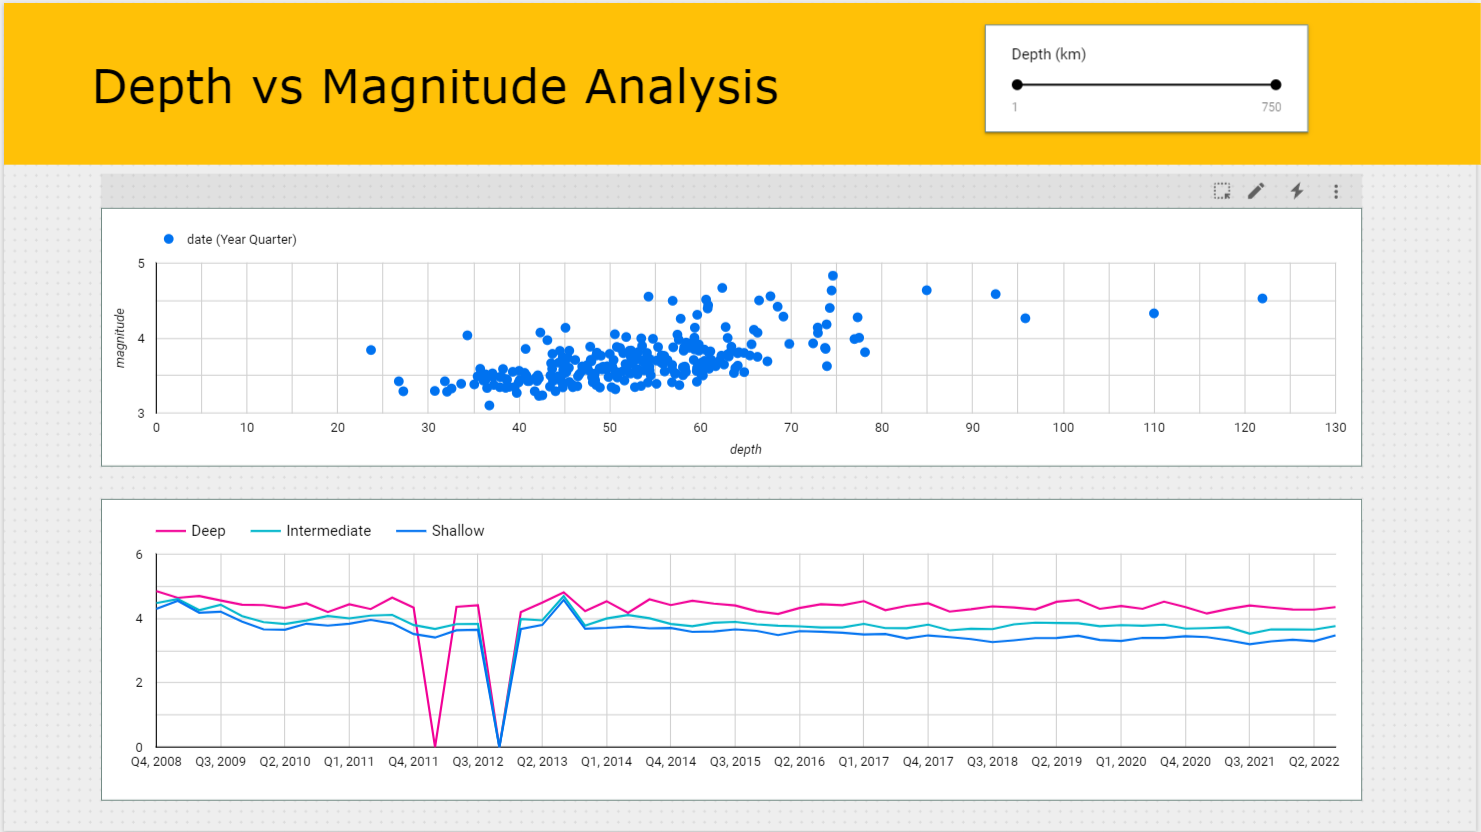 Depth vs Magnitude Analysis
Depth (km)
1 750
date (Year Quarter)
5
4
3
magnitude
0 10 20 30 40 50 60 70 80 90 100 110 120 130
depth
Deep Intermediate Shallow
6
4
2
0
Q4, 2008 Q3, 2009 Q2, 2010 Q1, 2011 Q4, 2011 Q3, 2012 Q2, 2013 Q1, 2014 Q4, 2014 Q3, 2015 Q2, 2016 Q1, 2017 Q4, 2017 Q3, 2018 Q2, 2019 Q1, 2020 Q4, 2020 Q3, 2021 Q2, 2022